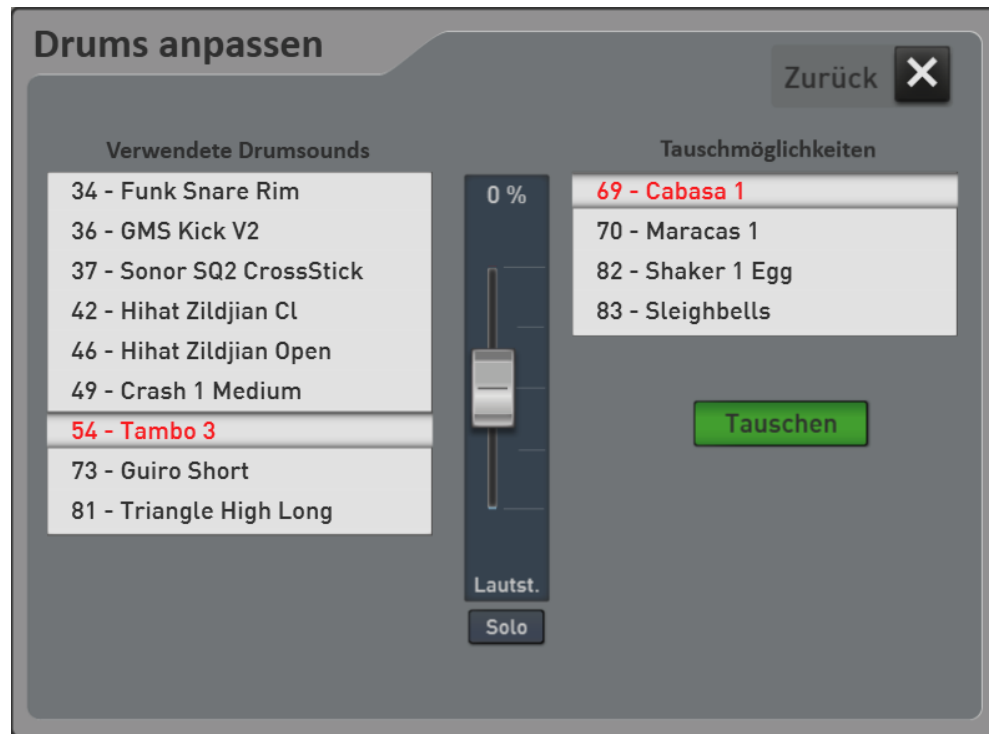 Drums anpassen
Zurück
Verwendete Drumsounds
34 - Funk Snare Rim
36 - GMS Kick V2
37 - Sonor SQ2 CrossStick
42 - Hihat Zildjian Cl
46 - Hihat Zildjian Open
49 - Crash 1 Medium
54 - Tambo 3
73 - Guiro Short
81 - Triangle High Long
0 %
Lautst.
Solo
Tauschmöglichkeiten
69 - Cabasa 1
70 - Maracas 1
82 - Shaker 1 Egg
83 - Sleighbells
Tauschen